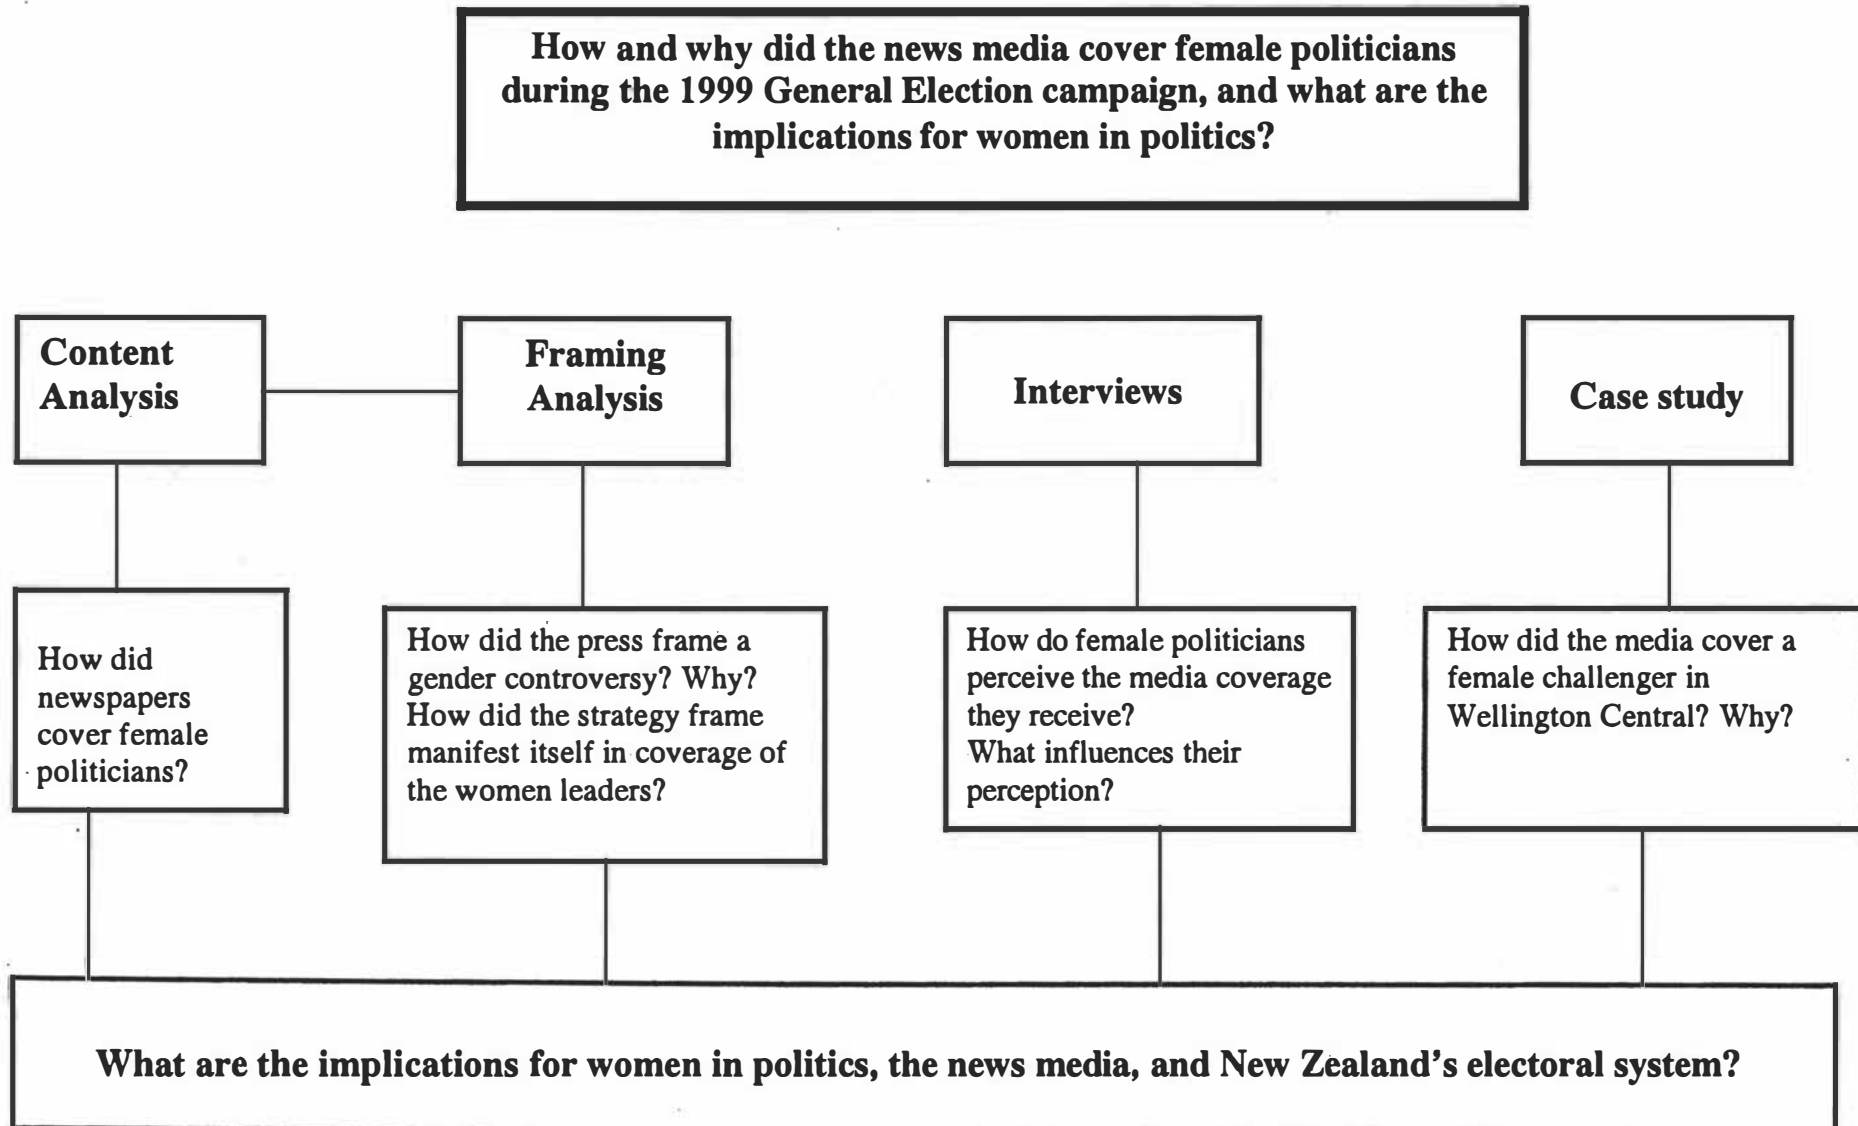 How and why did the news media cover female politicians
during the 1999 General Election campaign, and what are the
implications for women in politics?
Content
Analysis
Framing
Analysis
Interviews
Case study
How did
newspapers
cover female
politicians?
How did the press frame a
gender controversy? Why?
How did the strategy frame
manifest itself in coverage of
the women leaders?
How do female politicians
perceive the media coverage
they receive?
What influences their
perception?
How did the media cover a
female challenger in
Wellington Central? Why?
What are the implications for women in politics, the news media, and New Zealand's electoral system?